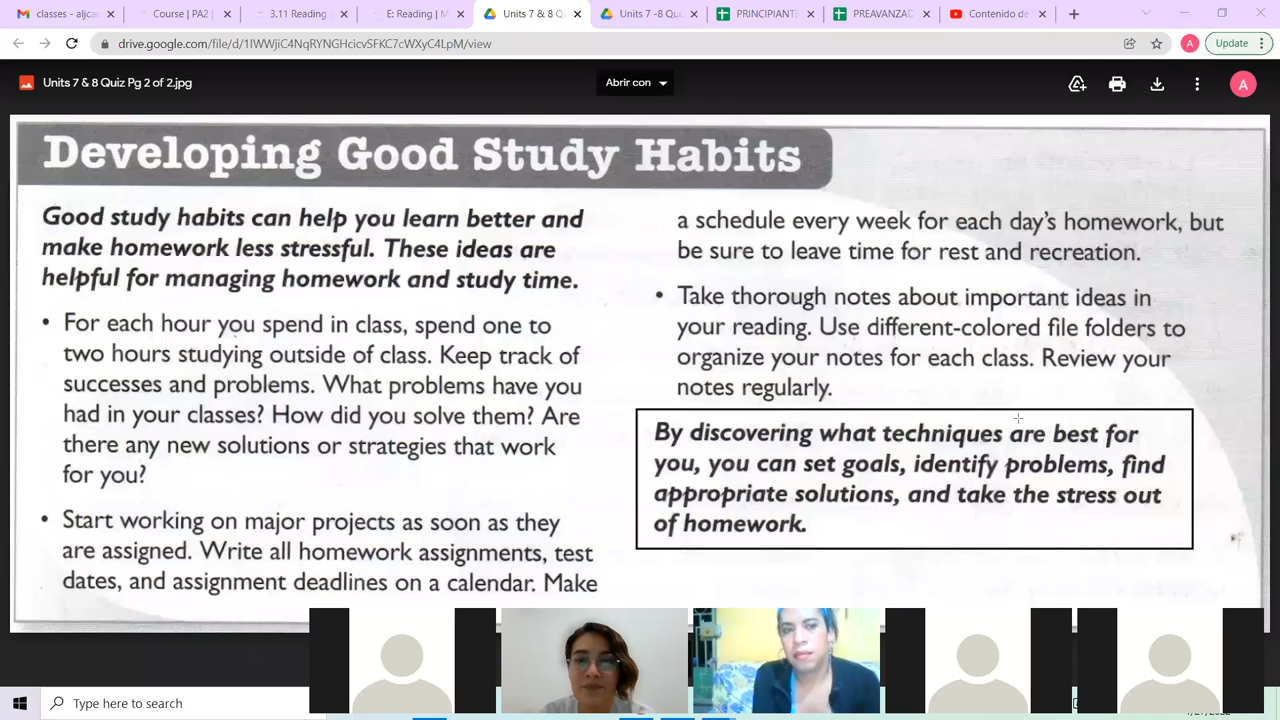 classes - aljca
Course | PA2
3.11 Reading
E: Reading | M
Units 7 & 8 Qui
Units 7 -8 Qui
PRINCIPIANTE
PREAVANZAD
Contenido de
drive.google.com/file/d/1IWWjiC4NqRYNGHcicvSFKC7cWXyC4LpM/view
A
Update
Units 7 & 8 Quiz Pg 2 of 2.jpg
Abrir con
A
Developing Good Study Habits
Good study habits can help you learn better and
make homework less stressful. These ideas are
helpful for managing homework and study time.
• For each hour you spend in class, spend one to
two hours studying outside of class. Keep track of
successes and problems. What problems have you
had in your classes? How did you solve them? Are
there any new solutions or strategies that work
for you?
• Start working on major projects as soon as they
are assigned. Write all homework assignments, test
dates, and assignment deadlines on a calendar. Make
a schedule every week for each day's homework, but
be sure to leave time for rest and recreation.
• Take thorough notes about important ideas in
your reading. Use different-colored file folders to
organize your notes for each class. Review your
notes regularly.
By discovering what techniques are best for
you, you can set goals, identify problems, find
appropriate solutions, and take the stress out
of homework.
Type here to search